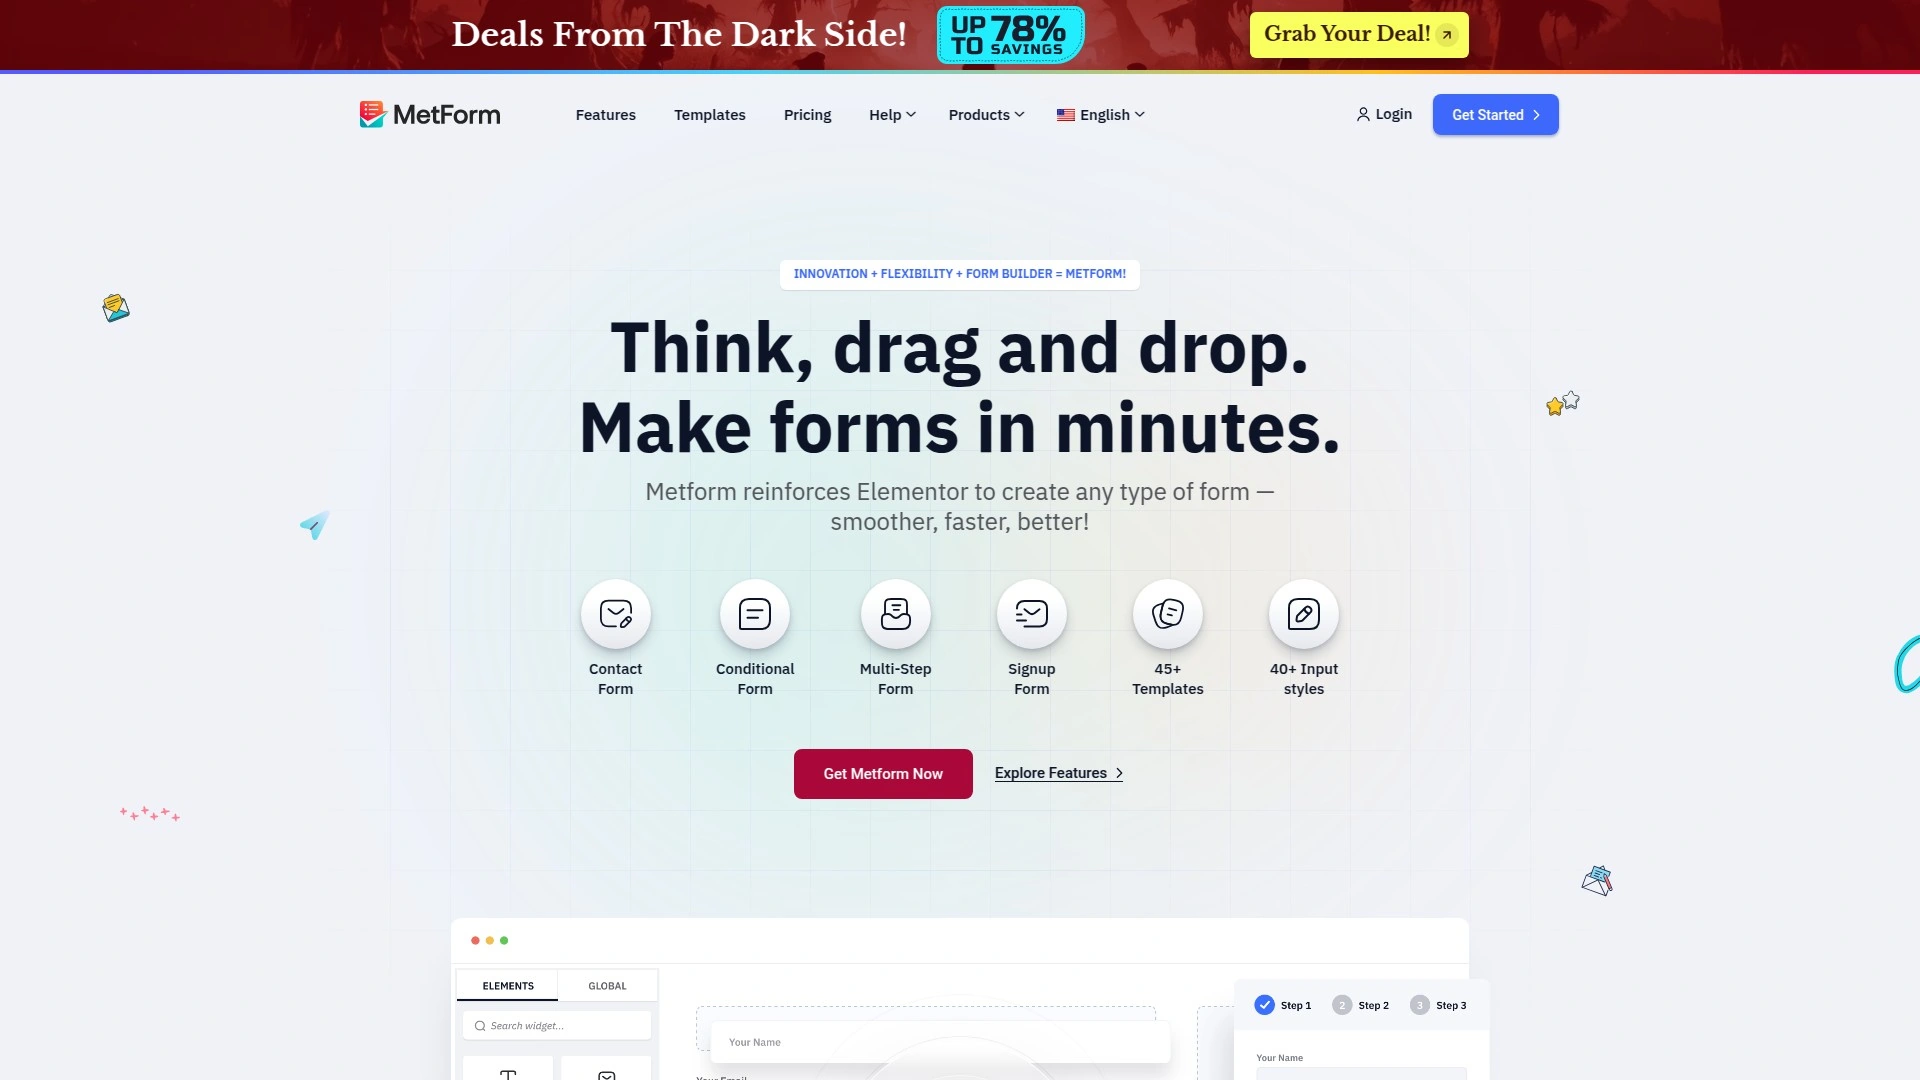 Deals From The Dark Side!
UP TO 78% SAVINGS
Grab Your Deal!
MetForm
Features
Templates
Pricing
Help
Products
English
Login
Get Started
INNOVATION + FLEXIBILITY + FORM BUILDER = METFORM!
Think, drag and drop.
Make forms in minutes.
Metform reinforces Elementor to create any type of form —
smoother, faster, better!
Contact
Form
Conditional
Form
Multi-Step
Form
Signup
Form
45+
Templates
40+ Input
styles
Get Metform Now
Explore Features
ELEMENTS
GLOBAL
Search widget...
Step 1
2
Step 2
3
Step 3
Your Name
Your Name
Your Email